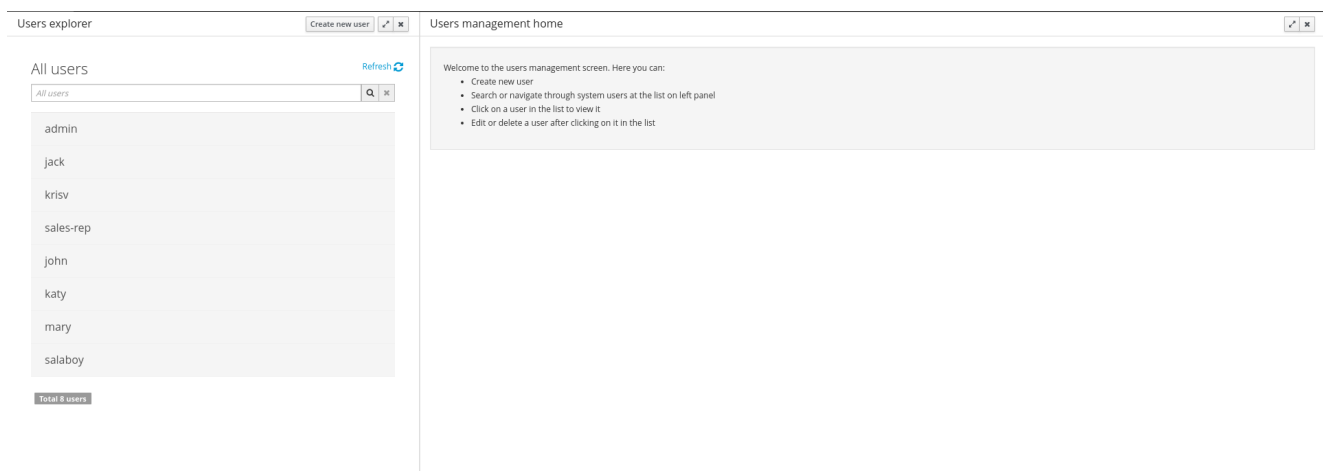 Users explorer
Create new user
All users
Refresh
All users
admin
jack
krisv
sales-rep
john
katy
mary
salaboy
Total 8 users
Users management home
Welcome to the users management screen. Here you can:
• Create new user
• Search or navigate through system users at the list on left panel
• Click on a user in the list to view it
• Edit or delete a user after clicking on it in the list